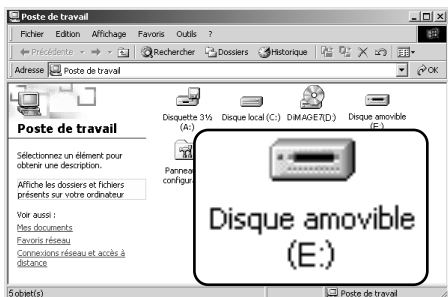 Poste de travail
Fichier Edition Affichage Favoris Outils ?
Précédente Rechercher Dossiers Historique
Adresse Poste de travail OK
Poste de travail
Sélectionnez un élément pour
obtenir une description.
Affiche les dossiers et fichiers
présents sur votre ordinateur
Voir aussi :
Mes documents
Favoris réseau
Connexions réseau et accès à
distance
Disquette 3½
(A:)
Disque local (C:)
DiMAGE7(D:)
Disque amovible
(E:)
Disque amovible
(E:)
5 objet(s) Poste de travail